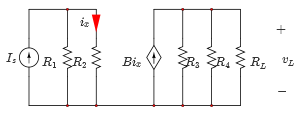 i_x
+
I_s R_1 R_2 Bi_x R_3 R_4 R_L v_L
−